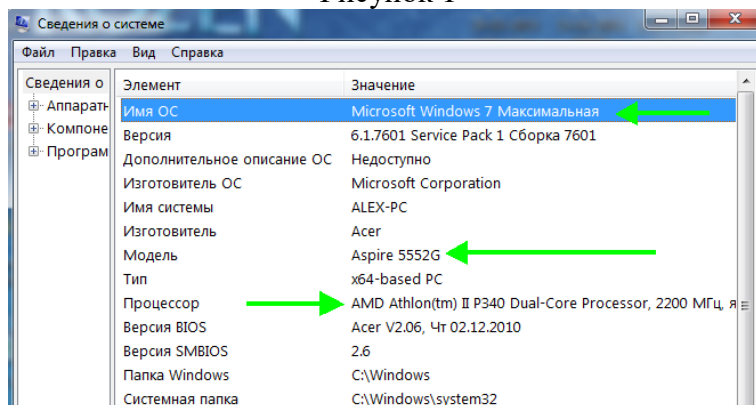 Рисунок 1
Сведения о системе
Файл Правка Вид Справка
Сведения о
Аппаратн
Компоне
Програм
Элемент Значение
Имя ОС Microsoft Windows 7 Максимальная
Версия 6.1.7601 Service Pack 1 Сборка 7601
Дополнительное описание ОС Недоступно
Изготовитель ОС Microsoft Corporation
Имя системы ALEX-PC
Изготовитель Acer
Модель Aspire 5552G
Тип x64-based PC
Процессор AMD Athlon(tm) II P340 Dual-Core Processor, 2200 МГц, я
Версия BIOS Acer V2.06, Чт 02.12.2010
Версия SMBIOS 2.6
Папка Windows C:\Windows
Системная папка C:\Windows\system32